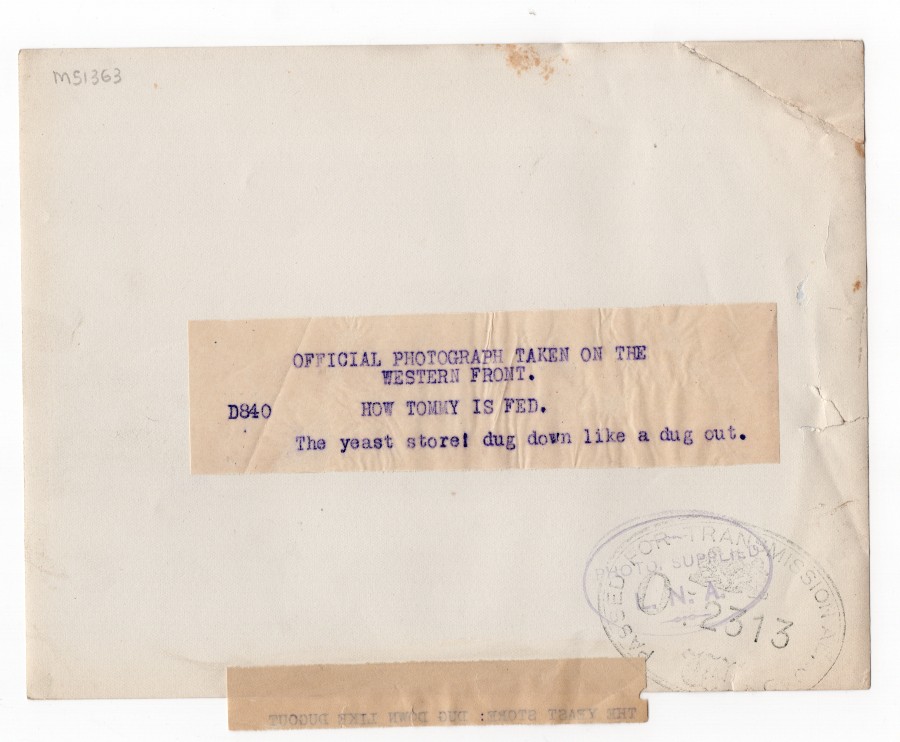 M51363
OFFICIAL PHOTOGRAPH TAKEN ON THE
WESTERN FRONT.
D840 HOW TOMMY IS FED.
The yeast store! dug down like a dug out.
PASSED FOR TRANSMISSION
PHOTO. SUPPLIED
L. N. A.
2313
THE YEAST STORE: DUG DOWN LIKE DUGOUT